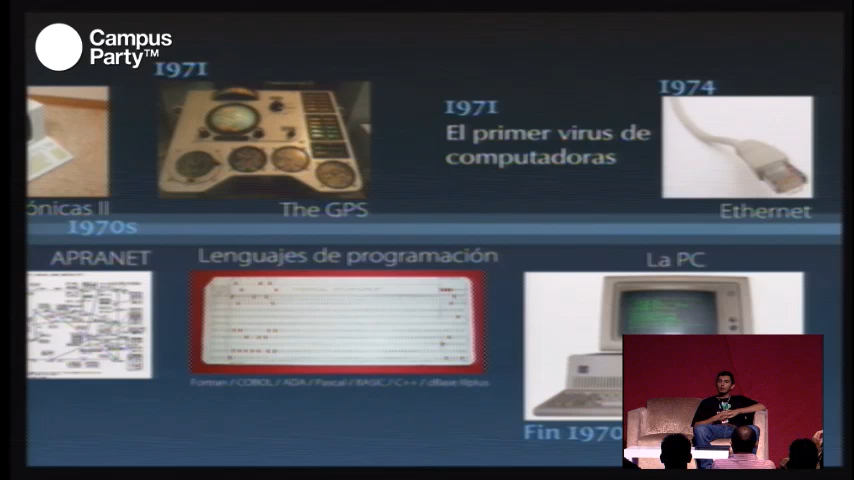 Campus
Party™
1971
1971
El primer virus de
computadoras
1974
ónicas II
The GPS
Ethernet
1970s
APRANET
Lenguajes de programación
La PC
Fortran / COBOL / ADA / Pascal / BASIC / C++ / dBase IIIplus
Fin 1970